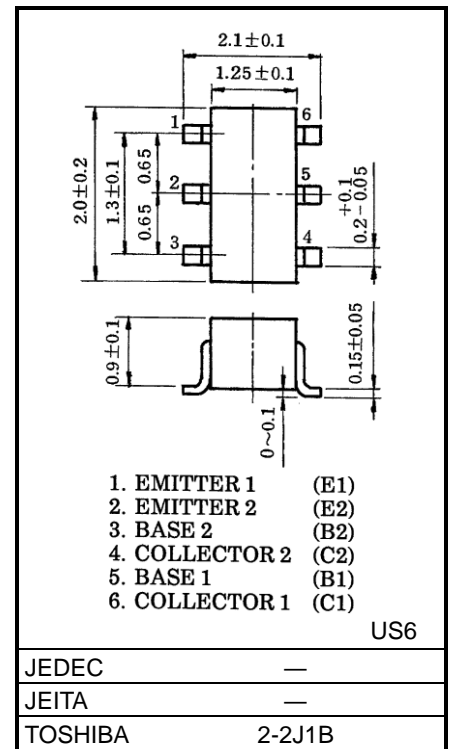 2.1±0.1
1.25±0.1
1
6
2
5
3
4
2.0±0.2
1.3±0.1
0.65
0.65
+0.1
0.2−0.05
0.9±0.1
0.15±0.05
0~0.1
1. EMITTER 1 (E1)
2. EMITTER 2 (E2)
3. BASE 2 (B2)
4. COLLECTOR 2 (C2)
5. BASE 1 (B1)
6. COLLECTOR 1 (C1)
US6
JEDEC —
JEITA —
TOSHIBA 2-2J1B